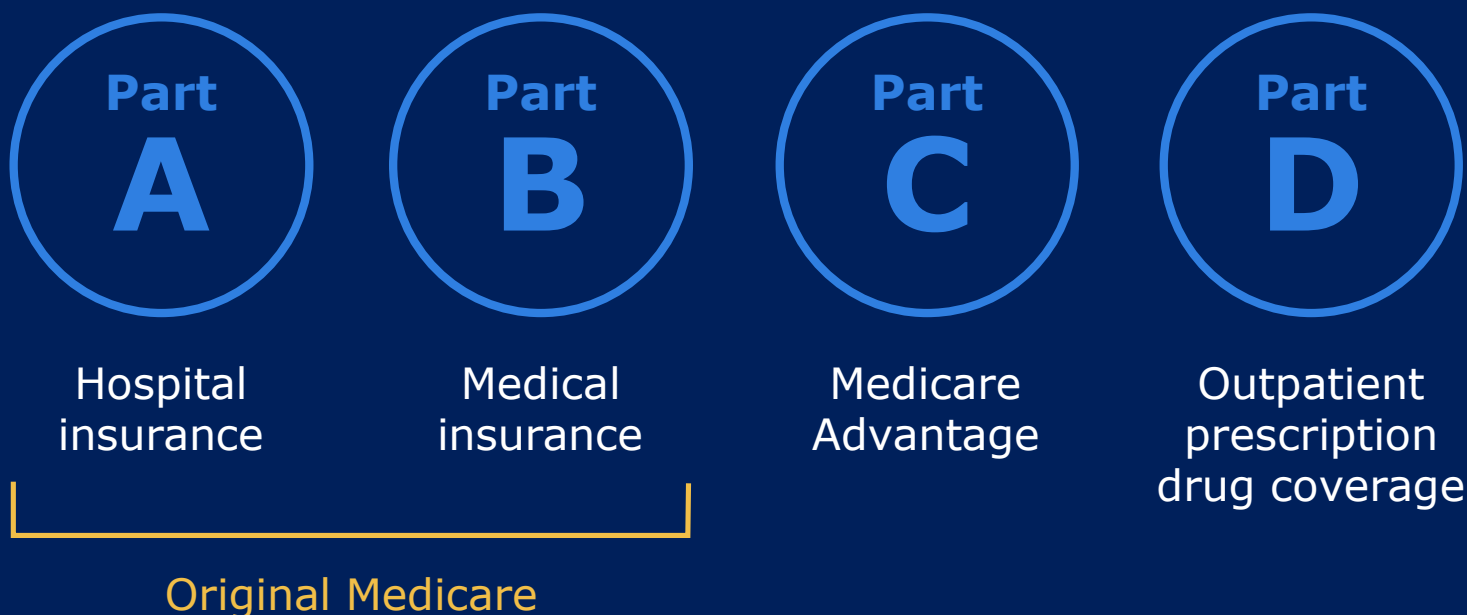 Part
A
Hospital
insurance
Part
B
Medical
insurance
Part
C
Medicare
Advantage
Part
D
Outpatient
prescription
drug coverage
Original Medicare